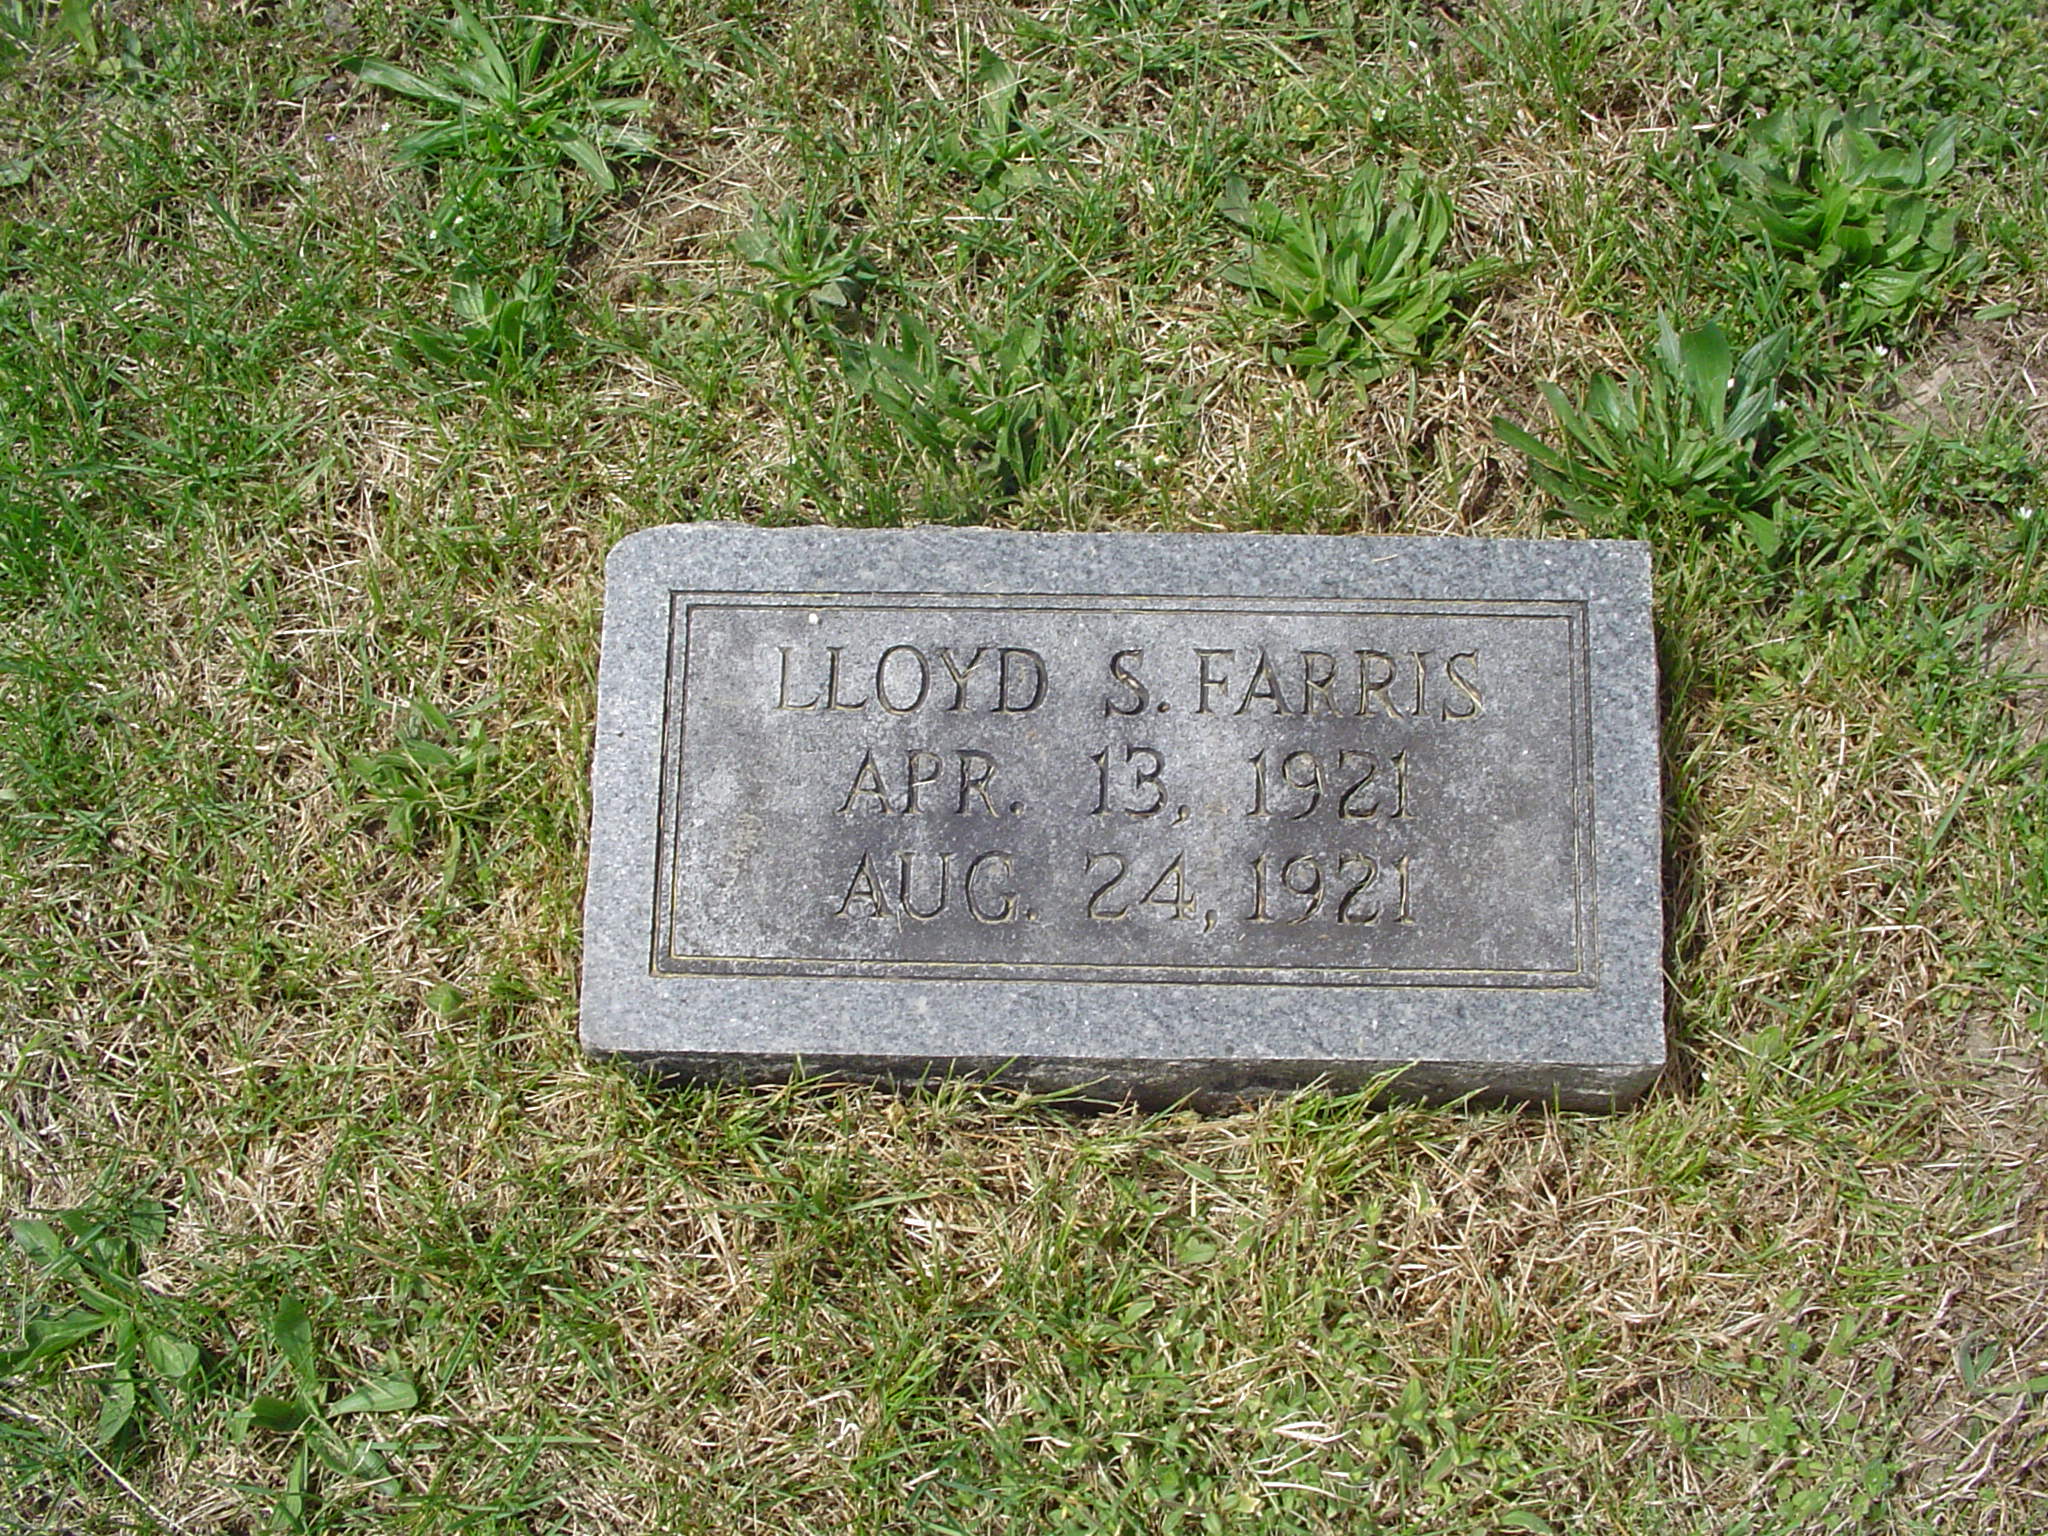 LLOYD S. FARRIS
APR. 13, 1921
AUG. 24, 1921